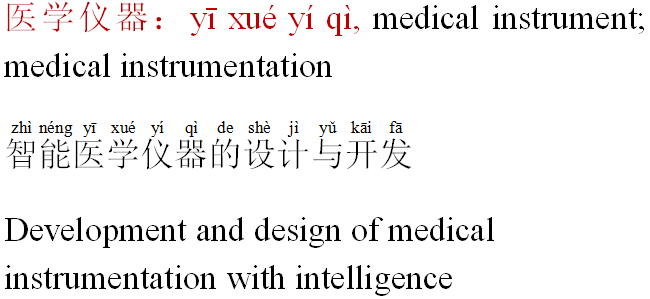 医学仪器：yī xué yí qì, medical instrument;
medical instrumentation
zhì néng yī xué yí qì de shè jì yǔ kāi fā
智能医学仪器的设计与开发
Development and design of medical
instrumentation with intelligence